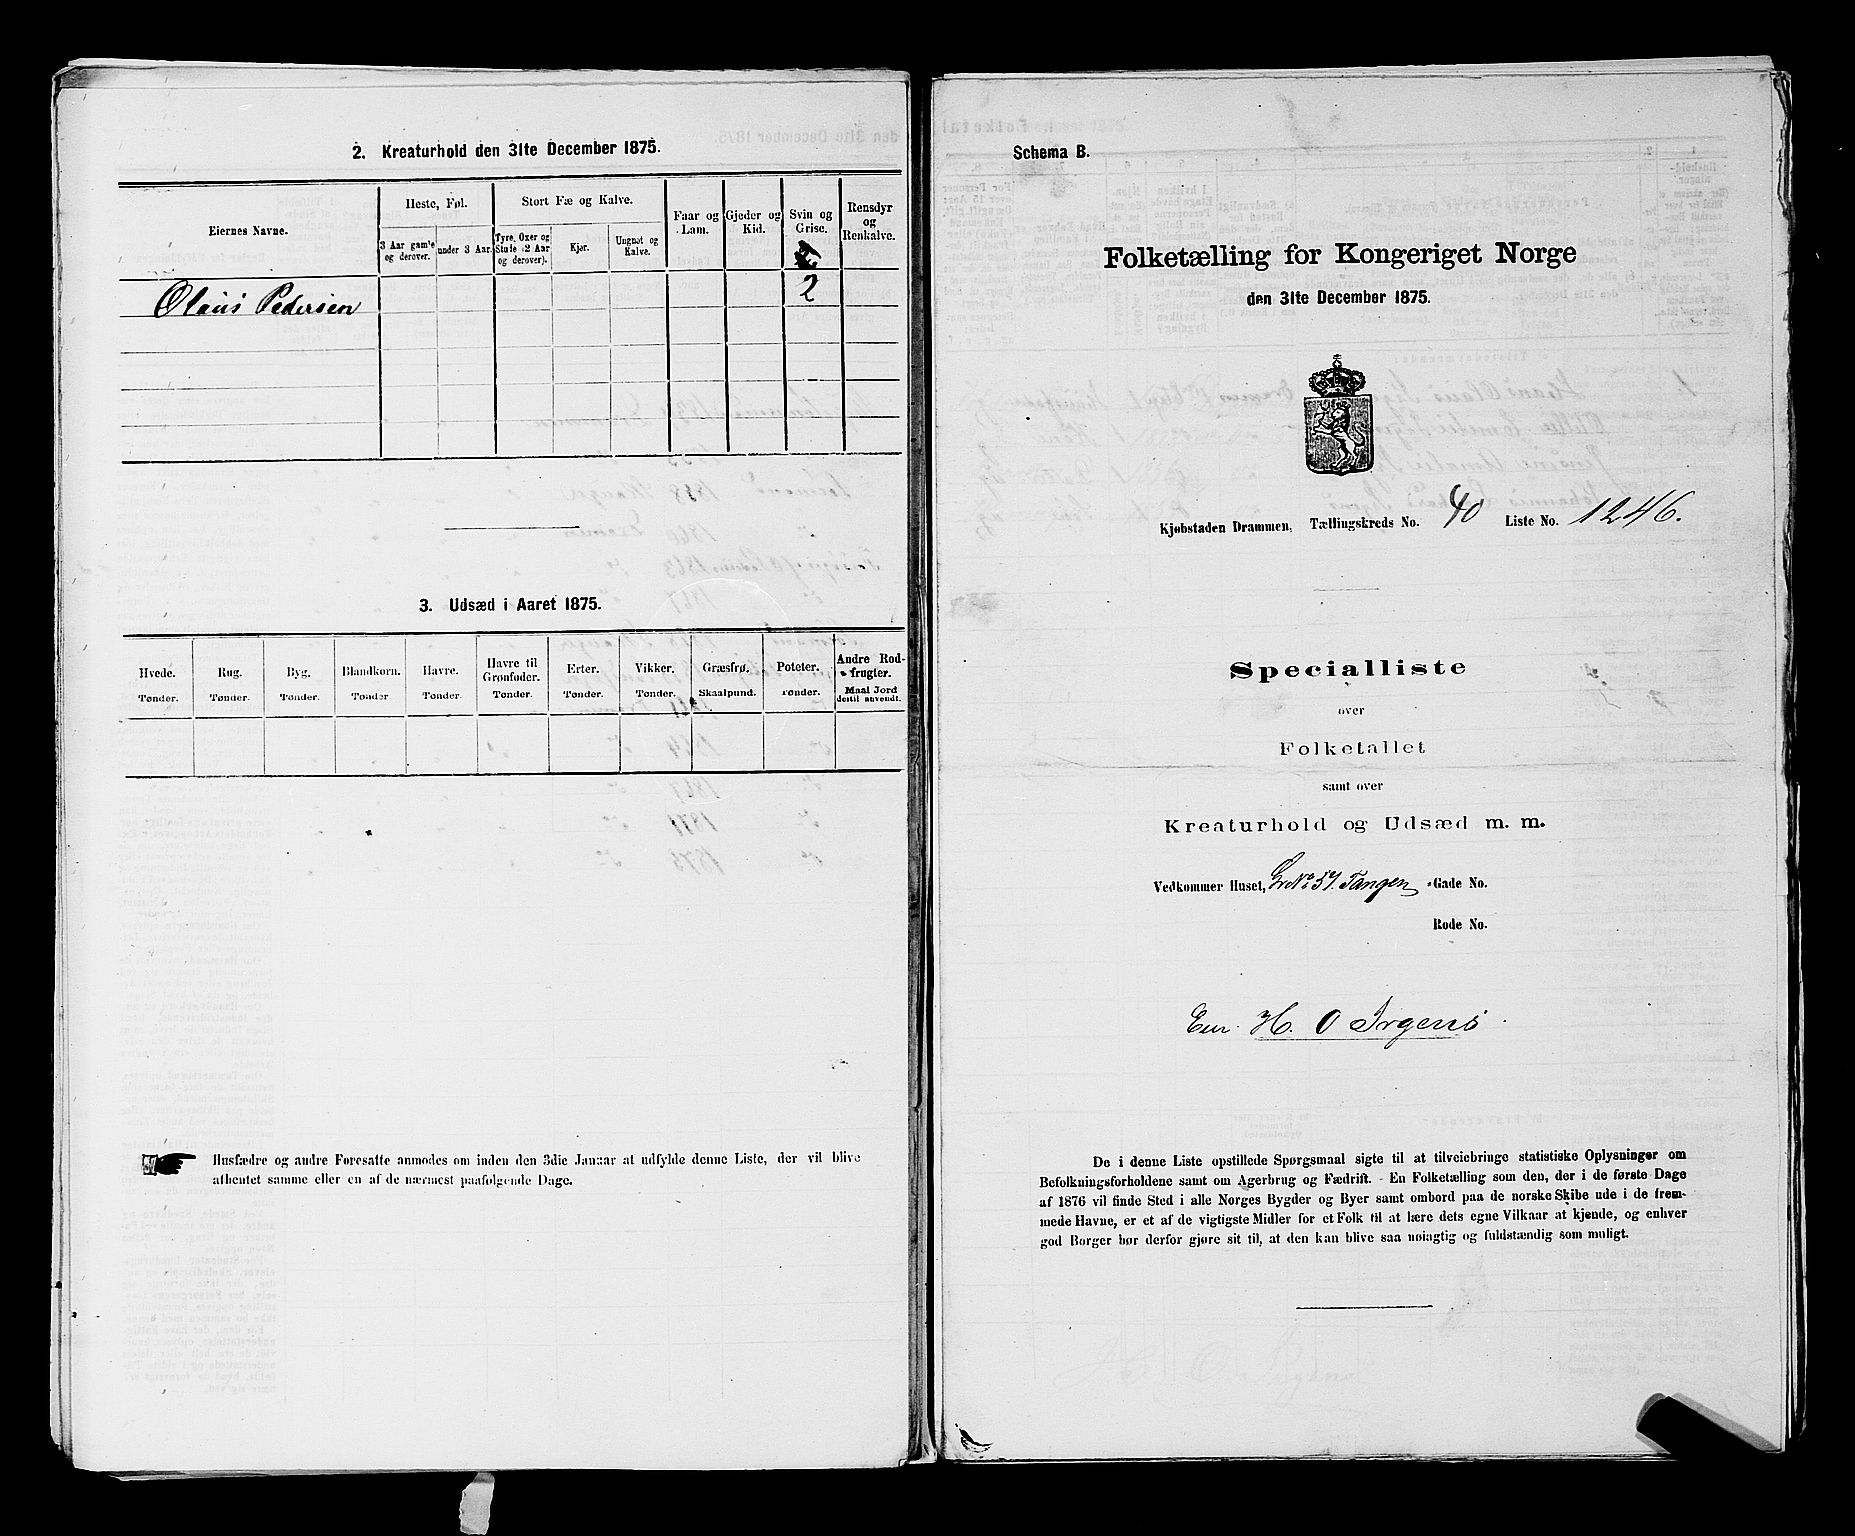 2. Kreaturhold den 31te December 1875.
Eiernes Navne.
Heste, Føl.
3 Aar gam'e og derover.
under 3 Aar.
Stort Fæ og Kalve.
Tyre, Oxer og Stude (2 Aar og derover).
Kjør.
Ungnøt og Kalve.
Faar og Lam.
Gjeder og Kid.
Svin og Grise.
Rensdyr og Renkalve.
Olaus Pedersen 2
3. Udsæd i Aaret 1875.
Hvede. Tønder.
Rug. Tønder.
Byg. Tønder.
Blandkorn. Tønder
Havre. Tønder.
Havre til Grønfoder. Tønder.
Erter. Tønder.
Vikker. Tønder.
Græsfrø. Skaalpund.
Poteter. Tønder.
Andre Rodfrugter. Maal Jord dertil anvendt.
Husfædre og andre Foresatte anmodes om inden den 3die Januar at udfylde denne Liste, der vil blive
afhentet samme eller en af de nærmest paafølgende Dage.
Schema B.
Folketælling for Kongeriget Norge
den 31te December 1875.
Kjøbstaden Drammen, Tællingskreds No. 40 Liste No. 1246.
Specialliste
over
Folketallet
samt over
Kreaturhold og Udsæd m. m.
Vedkommer Huset, Gr No 57. Tangen -Gade No.
Rode No.
Eier. H. O Irgens
De i denne Liste opstillede Spørgsmaal sigte til at tilveiebringe statistiske Oplysninger om
Befolkningsforholdene samt om Agerbrug og Fædrift. - En Folketælling som den, der i de første Dage
af 1876 vil finde Sted i alle Norges Bygder og Byer samt ombord paa de norske Skibe ude i de frem-
mede Havne, er et af de vigtigste Midler for et Folk til at lære dets egne Vilkaar at kjende, og enhver
god Borger bør derfor gjøre sit til, at den kan blive saa nøiagtig og fuldstændig som muligt.